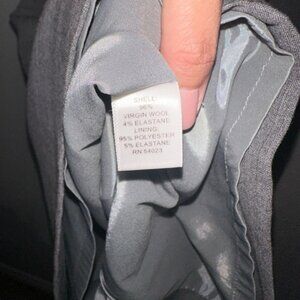 SHELL:
96%
VIRGIN WOOL
4% ELASTANE
LINING:
95% POLYESTER
5% ELASTANE
RN 54023